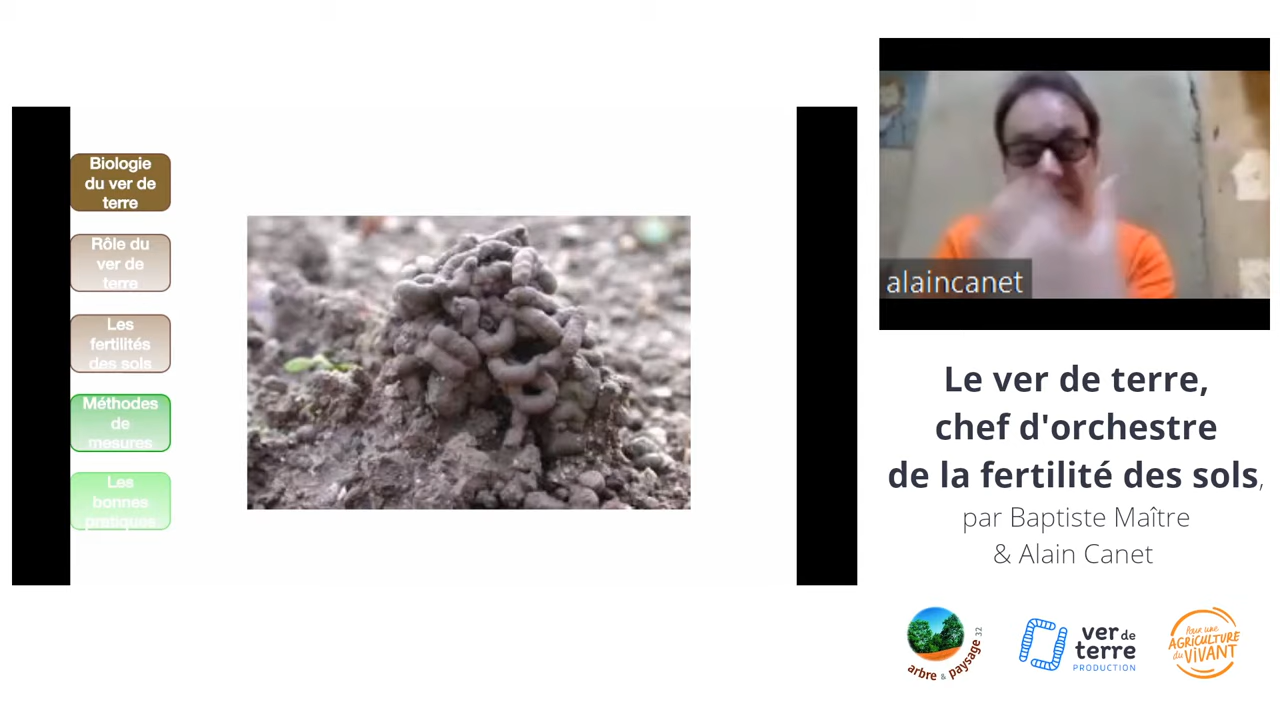 Biologie
du ver de
terre
Rôle du
ver de
terre
Les
fertilités
des sols
Méthodes
de
mesures
Les
bonnes
pratiques
alaincanet
Le ver de terre,
chef d'orchestre
de la fertilité des sols,
par Baptiste Maître
& Alain Canet
arbre & paysage 32
ver de
terre
PRODUCTION
Pour une
AGRICULTURE
du ViVANT